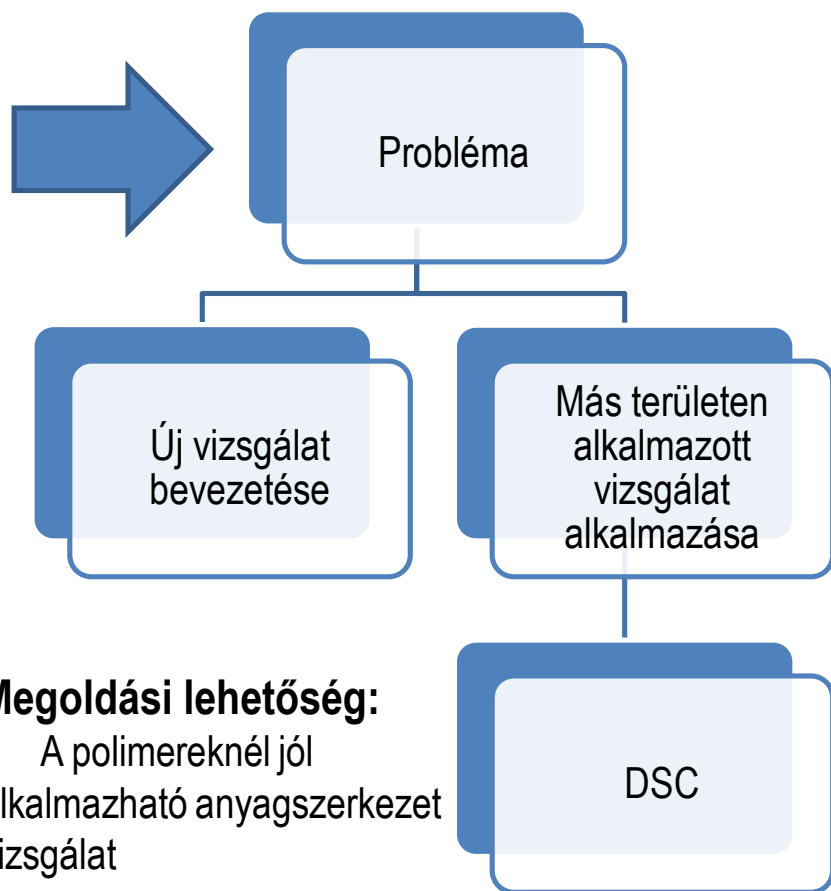 Probléma
Új vizsgálat
bevezetése
Más területen
alkalmazott
vizsgálat
alkalmazása
Megoldási lehetőség:
A polimereknél jól
lkalmazható anyagszerkezet
izsgálat
DSC